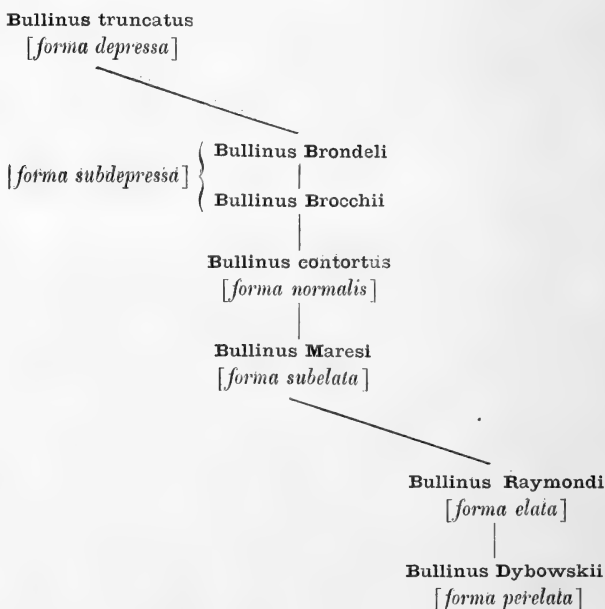 Bullinus truncatus
[forma depressa]
Bullinus Brondeli
[forma subdepressa]
Bullinus Brocchii
Bullinus contortus
[forma normalis]
Bullinus Maresi
[forma subelata]
Bullinus Raymondi
[forma elata]
Bullinus Dybowskii
[forma perelata]